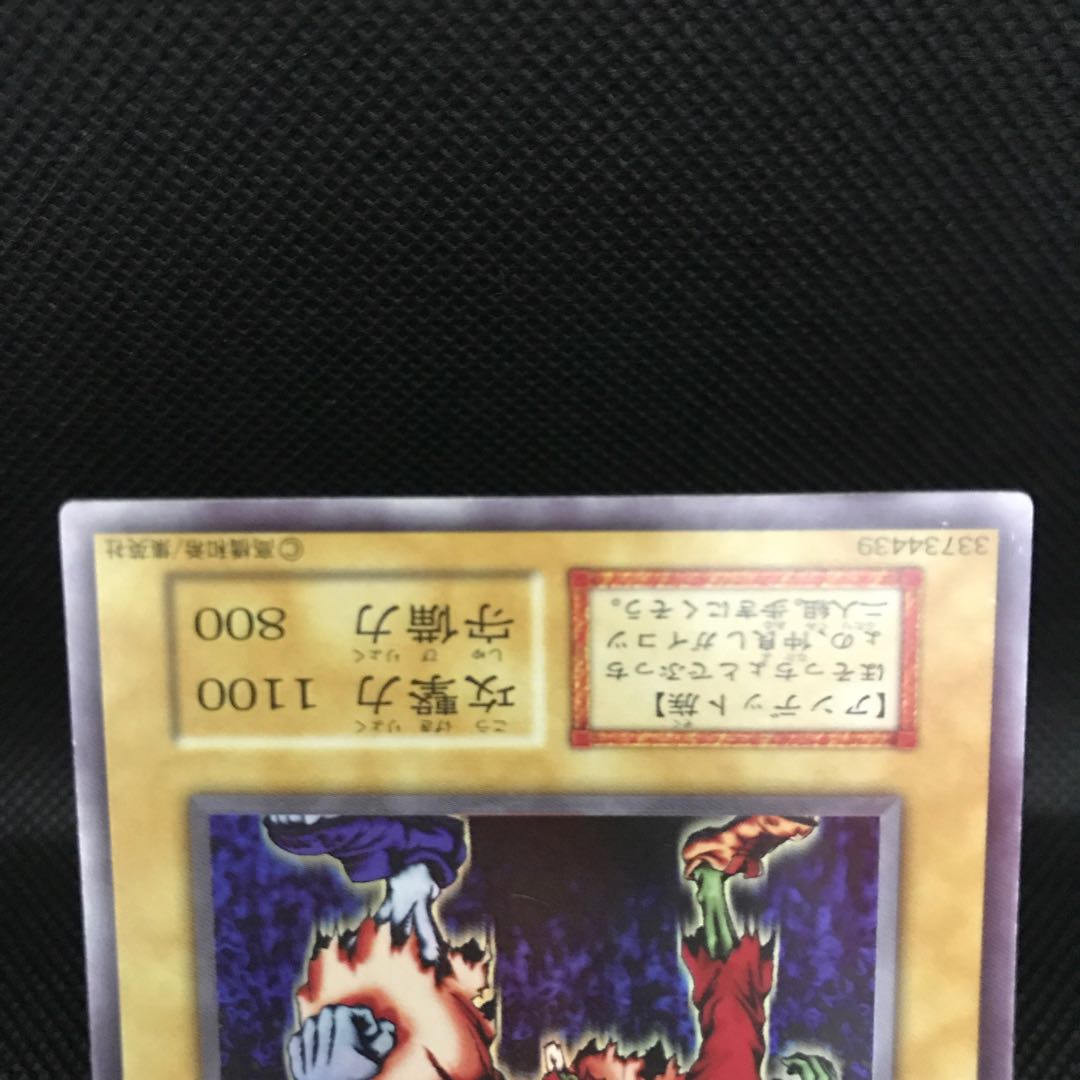 【アンデット族】
ほそっちょとでぶっち
ょの、仲良しガイコツ
二人組。歩きにくそう。
攻撃力 1100
守備力 800
33734439
©高橋和希/集英社